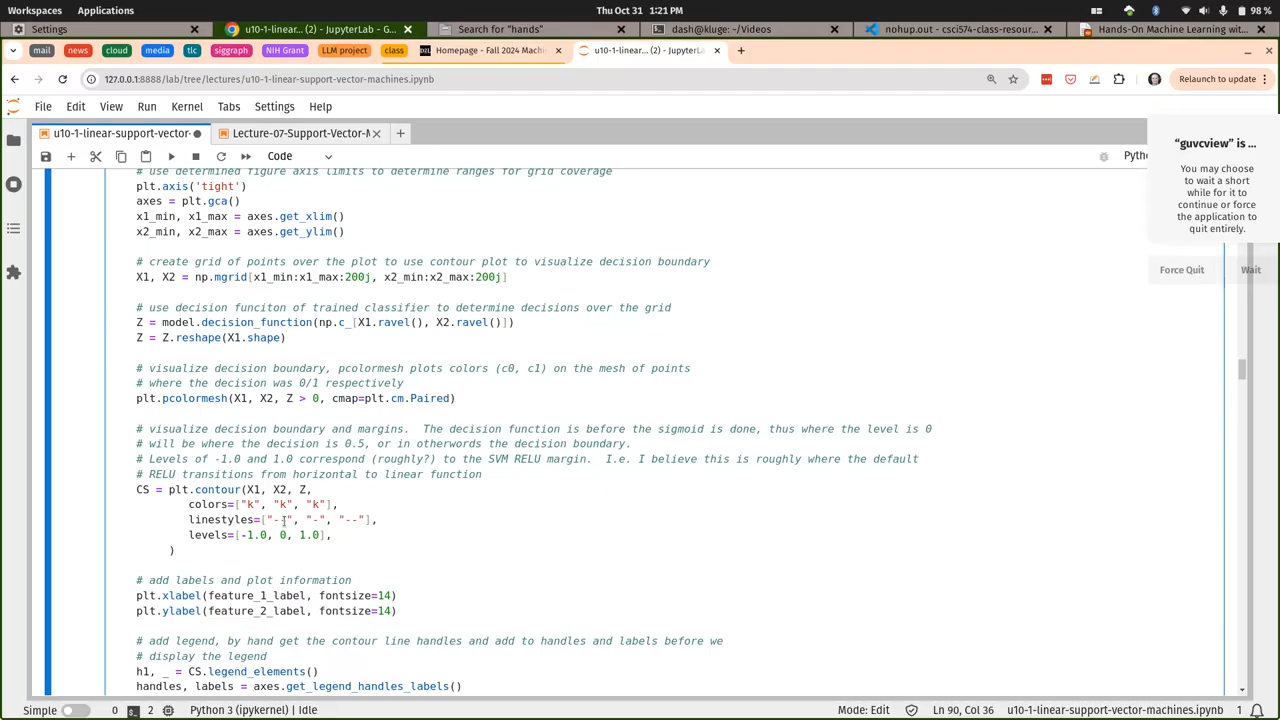 Workspaces Applications Thu Oct 31 1:21 PM 98 %
Settings u10-1-linear... (2) - JupyterLab - G... Search for “hands” dash@kluge: ~/Videos nohup.out - csci574-class-resour... Hands-On Machine Learning wit...
mail news cloud media tlc siggraph NIH Grant LLM project class D2L Homepage - Fall 2024 Machin u10-1-linear... (2) - JupyterL
127.0.0.1:8888/lab/tree/lectures/u10-1-linear-support-vector-machines.ipynb Relaunch to update
File Edit View Run Kernel Tabs Settings Help
u10-1-linear-support-vector- Lecture-07-Support-Vector-M
Code Pytho
“guvcview” is ...
You may choose
to wait a short
while for it to
continue or force
the application to
quit entirely.
Force Quit Wait
# use determined figure axis limits to determine ranges for grid coverage
plt.axis('tight')
axes = plt.gca()
x1_min, x1_max = axes.get_xlim()
x2_min, x2_max = axes.get_ylim()
# create grid of points over the plot to use contour plot to visualize decision boundary
X1, X2 = np.mgrid[x1_min:x1_max:200j, x2_min:x2_max:200j]
# use decision funciton of trained classifier to determine decisions over the grid
Z = model.decision_function(np.c_[X1.ravel(), X2.ravel()])
Z = Z.reshape(X1.shape)
# visualize decision boundary, pcolormesh plots colors (c0, c1) on the mesh of points
# where the decision was 0/1 respectively
plt.pcolormesh(X1, X2, Z > 0, cmap=plt.cm.Paired)
# visualize decision boundary and margins.  The decision function is before the sigmoid is done, thus where the level is 0
# will be where the decision is 0.5, or in otherwords the decision boundary.
# Levels of -1.0 and 1.0 correspond (roughly?) to the SVM RELU margin.  I.e. I believe this is roughly where the default
# RELU transitions from horizontal to linear function
CS = plt.contour(X1, X2, Z,
colors=["k", "k", "k"],
linestyles=["--", "-", "--"],
levels=[-1.0, 0, 1.0],
)
# add labels and plot information
plt.xlabel(feature_1_label, fontsize=14)
plt.ylabel(feature_2_label, fontsize=14)
# add legend, by hand get the contour line handles and add to handles and labels before we
# display the legend
h1, _ = CS.legend_elements()
handles, labels = axes.get_legend_handles_labels()
Simple 0 $_ 2 Python 3 (ipykernel) | Idle Mode: Edit Ln 90, Col 36 u10-1-linear-support-vector-machines.ipynb 1